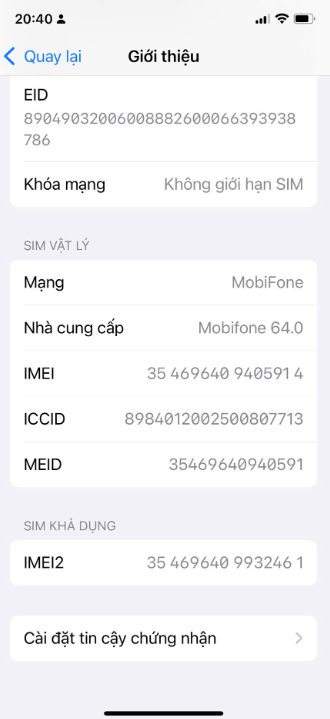 20:40
Quay lại
Giới thiệu
EID
89049032006008882600066393938
786
Khóa mạng
Không giới hạn SIM
SIM VẬT LÝ
Mạng
MobiFone
Nhà cung cấp
Mobifone 64.0
IMEI
35 469640 940591 4
ICCID
8984012002500807713
MEID
35469640940591
SIM KHẢ DỤNG
IMEI2
35 469640 993246 1
Cài đặt tin cậy chứng nhận